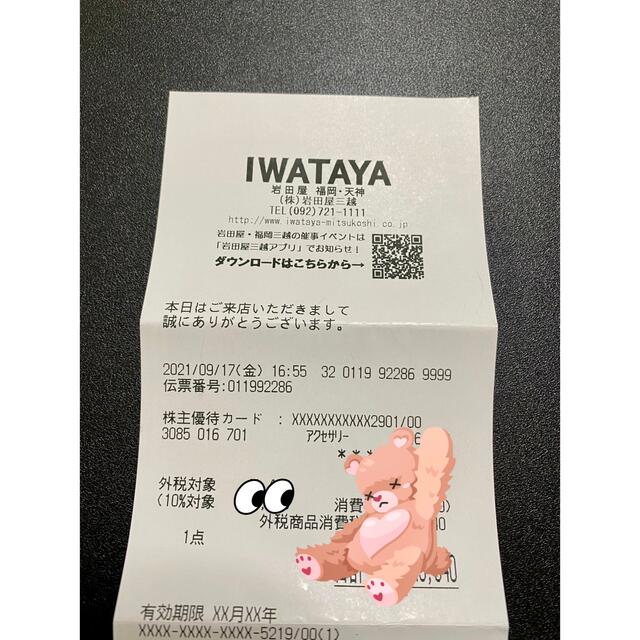 IWATAYA
岩田屋 福岡・天神
(株)岩田屋三越
TEL(092)721-1111
http://www.iwataya-mitsukoshi.co.jp
岩田屋・福岡三越の催事イベントは
「岩田屋三越アプリ」でお知らせ!
ダウンロードはこちらから→
本日はご来店いただきまして
誠にありがとうございます。
2021/09/17(金) 16:55 32 0119 92286 9999
伝票番号:011992286
株主優待カード : XXXXXXXXXXX2901/00
3085 016 701 アクセサリー 6
***
外税対象
(10%対象 消費 )
外税商品消費税
1点
有効期限 XX月XX年
XXXX-XXXX-XXXX-5219/00(1)